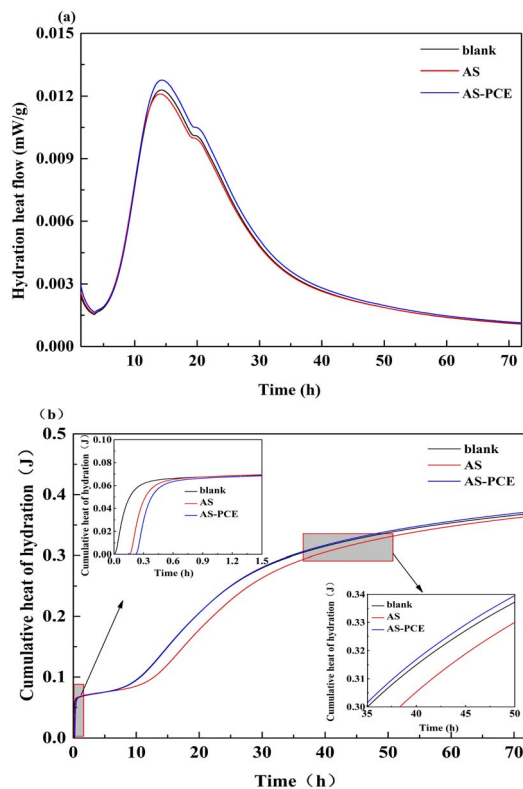 (a)
0.015
0.012
0.009
0.006
0.003
0.000
Hydration heat flow (mW/g)
blank
AS
AS-PCE
0 10 20 30 40 50 60 70
Time (h)
（b）
0.5
0.4
0.3
0.2
0.1
0.0
Cumulative heat of hydration（J）
blank
AS
AS-PCE
0.10
0.08
0.06
0.04
0.02
0.00
Cumulative heat of hydration（J）
blank
AS
AS-PCE
0.0 0.3 0.6 0.9 1.2 1.5
Time (h)
0.34
0.33
0.32
0.31
0.30
Cumulative heat of hydration（J）
blank
AS
AS-PCE
35 40 45 50
Time (h)
0 10 20 30 40 50 60 70
Time（h）